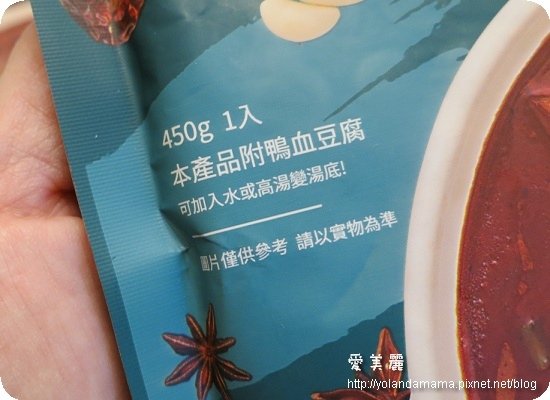 450g 1入
本產品附鴨血豆腐
可加入水或高湯變湯底!
圖片僅供參考 請以實物為準
愛美麗
http://yolandamama.pixnet.net/blog